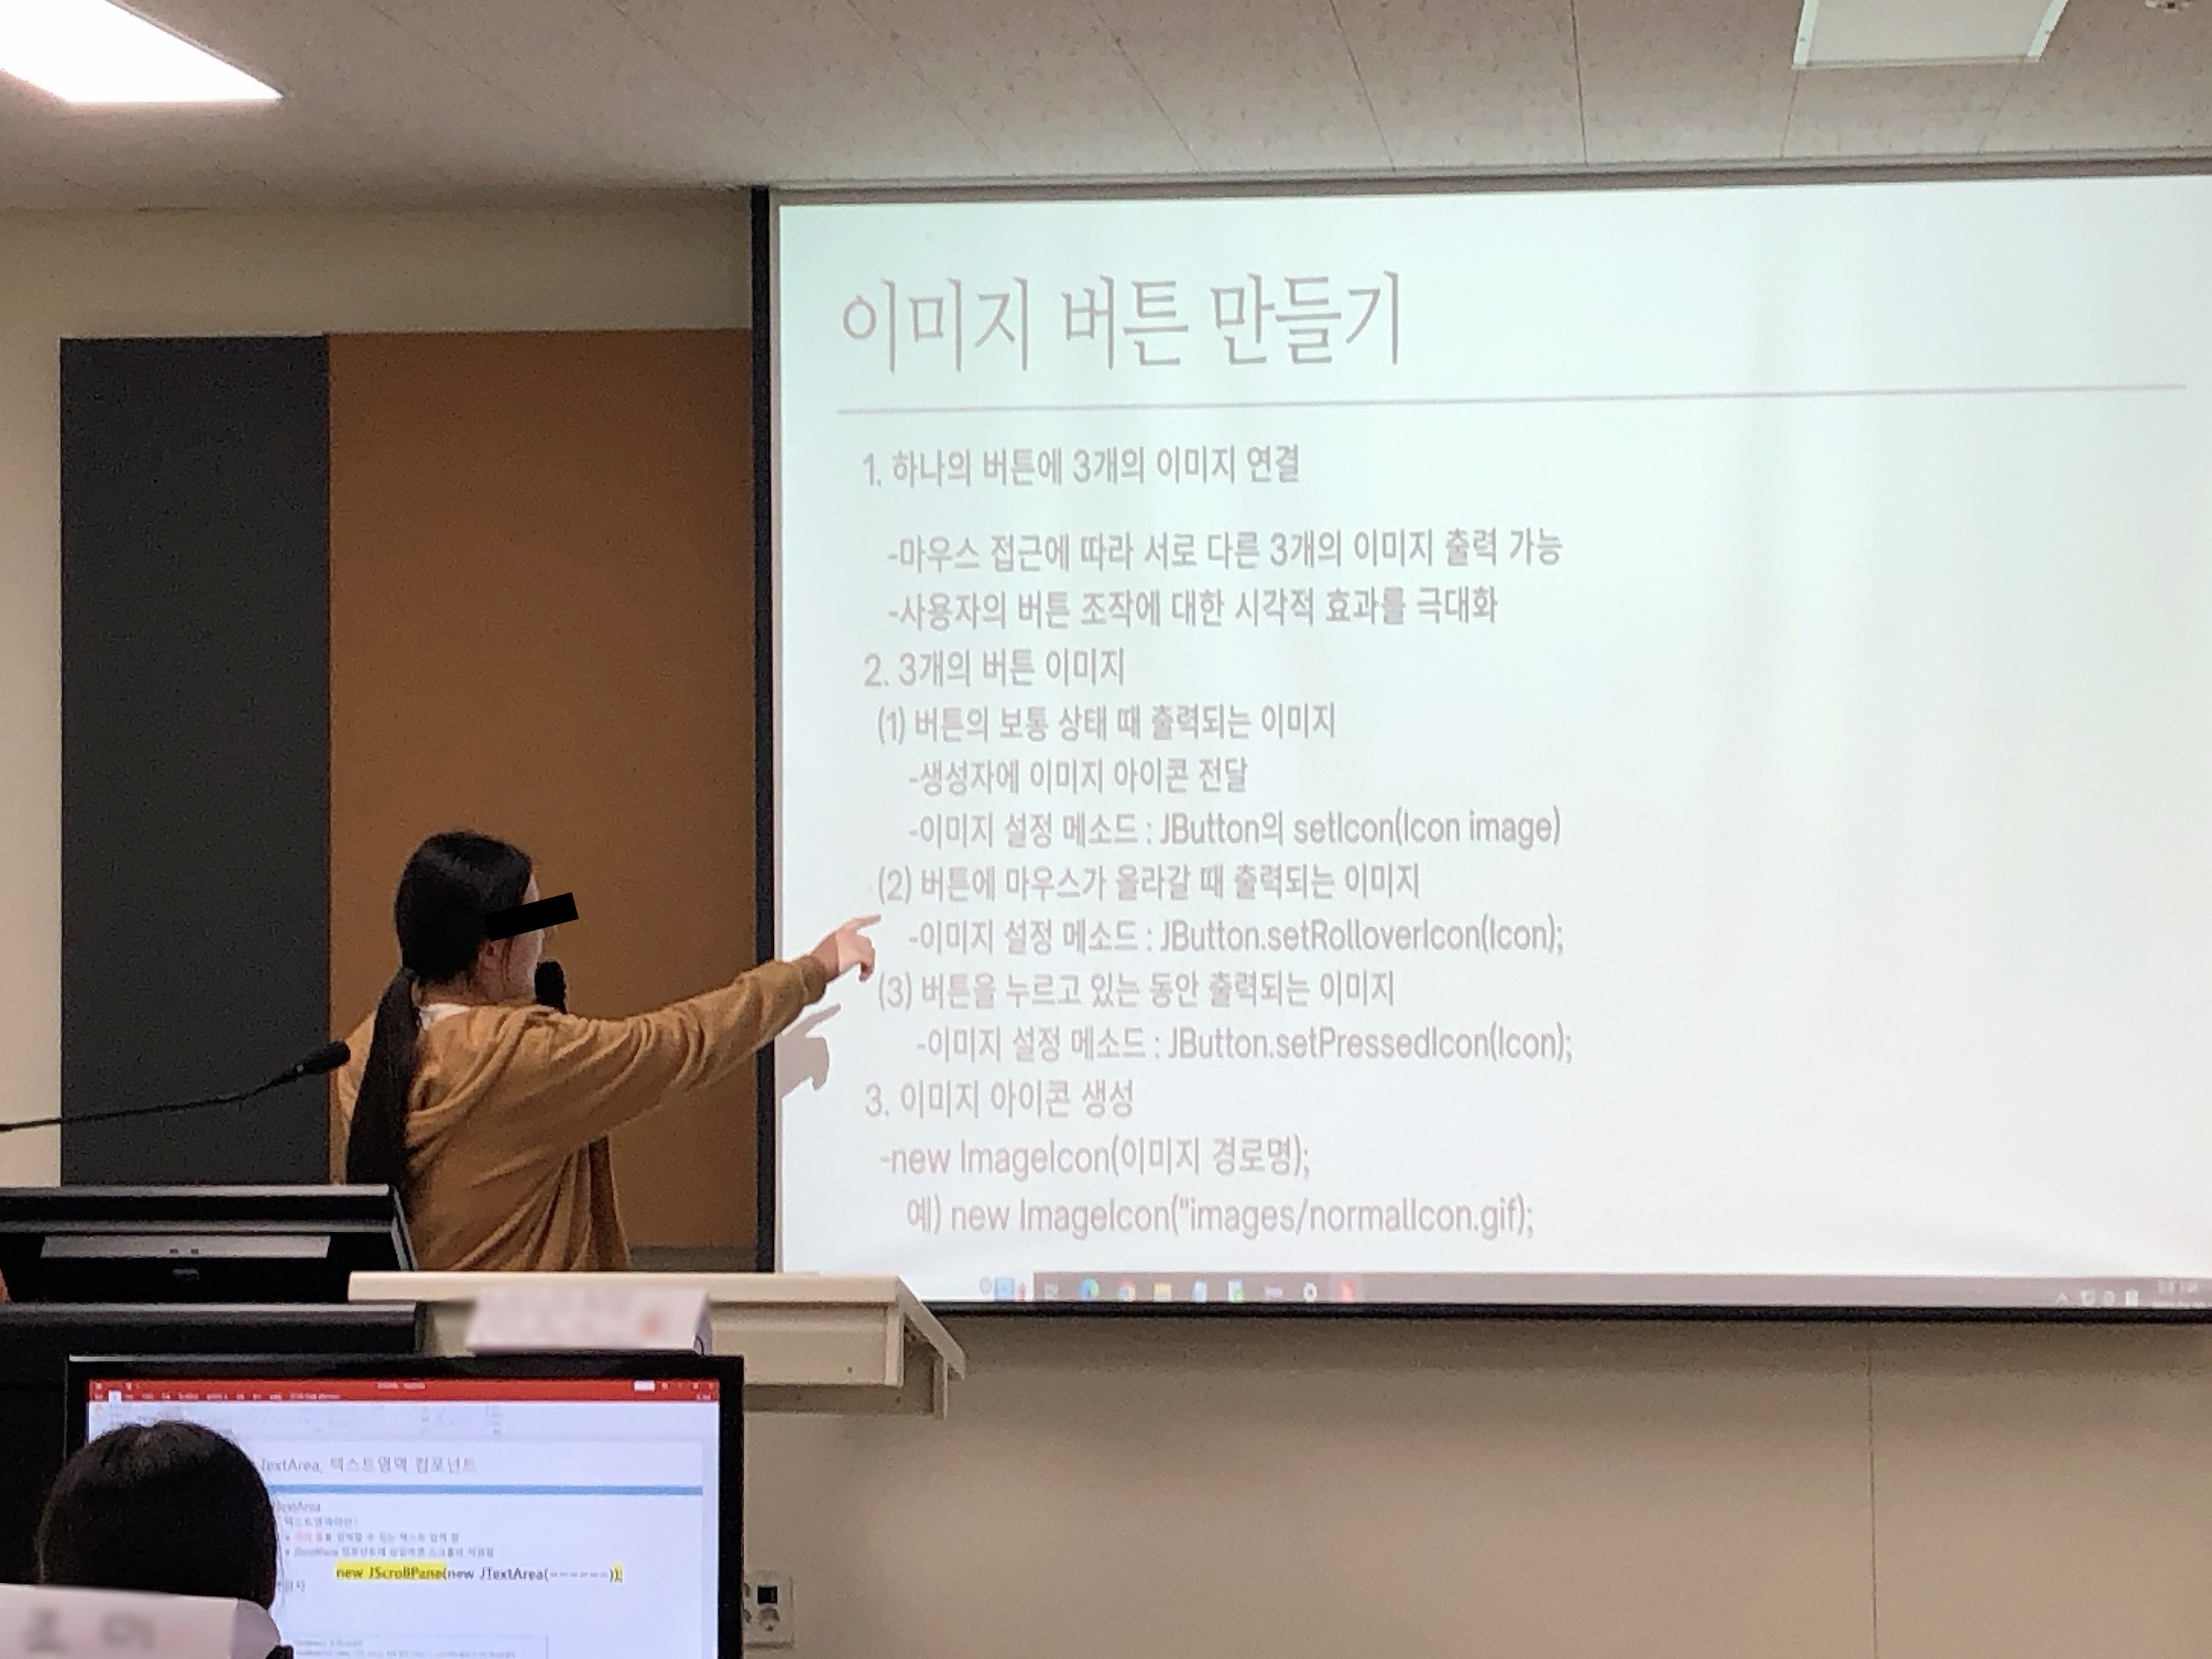 이미지 버튼 만들기
1. 하나의 버튼에 3개의 이미지 연결
-마우스 접근에 따라 서로 다른 3개의 이미지 출력 가능
-사용자의 버튼 조작에 대한 시각적 효과를 극대화
2. 3개의 버튼 이미지
(1) 버튼의 보통 상태 때 출력되는 이미지
-생성자에 이미지 아이콘 전달
-이미지 설정 메소드 : JButton의 setIcon(Icon image)
(2) 버튼에 마우스가 올라갈 때 출력되는 이미지
-이미지 설정 메소드 : JButton.setRolloverIcon(Icon);
(3) 버튼을 누르고 있는 동안 출력되는 이미지
-이미지 설정 메소드 : JButton.setPressedIcon(Icon);
3. 이미지 아이콘 생성
-new ImageIcon(이미지 경로명);
예) new ImageIcon("images/normalIcon.gif);
TextArea, 텍스트영역 컴포넌트
new JScrollPane(new JTextArea(------));